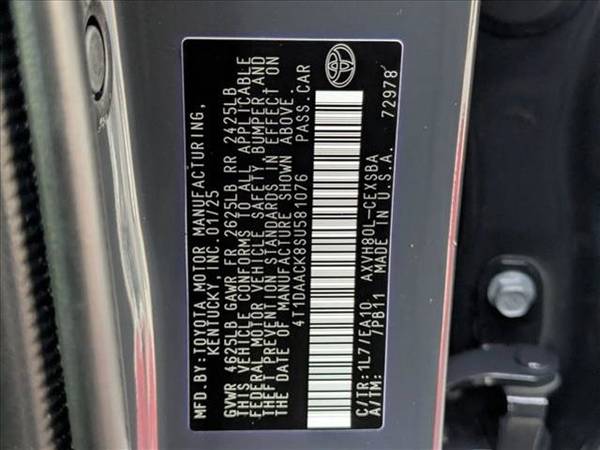 MFD.BY:TOYOTA MOTOR MANUFACTURING,
KENTUCKY, INC. 01/25
GVWR 4625LB GAWR FR 2625LB RR 2425LB
THIS VEHICLE CONFORMS TO ALL APPLICABLE
FEDERAL MOTOR VEHICLE SAFETY, BUMPER, AND
THEFT PREVENTION STANDARDS IN EFFECT ON
THE DATE OF MANUFACTURE SHOWN ABOVE.
4T1DAACK8SU581076 PASS.CAR
C/TR:1L7/EA10 AXVH80L-CEXSBA
A/TM: 7PB11 MADE IN U.S.A. 72978